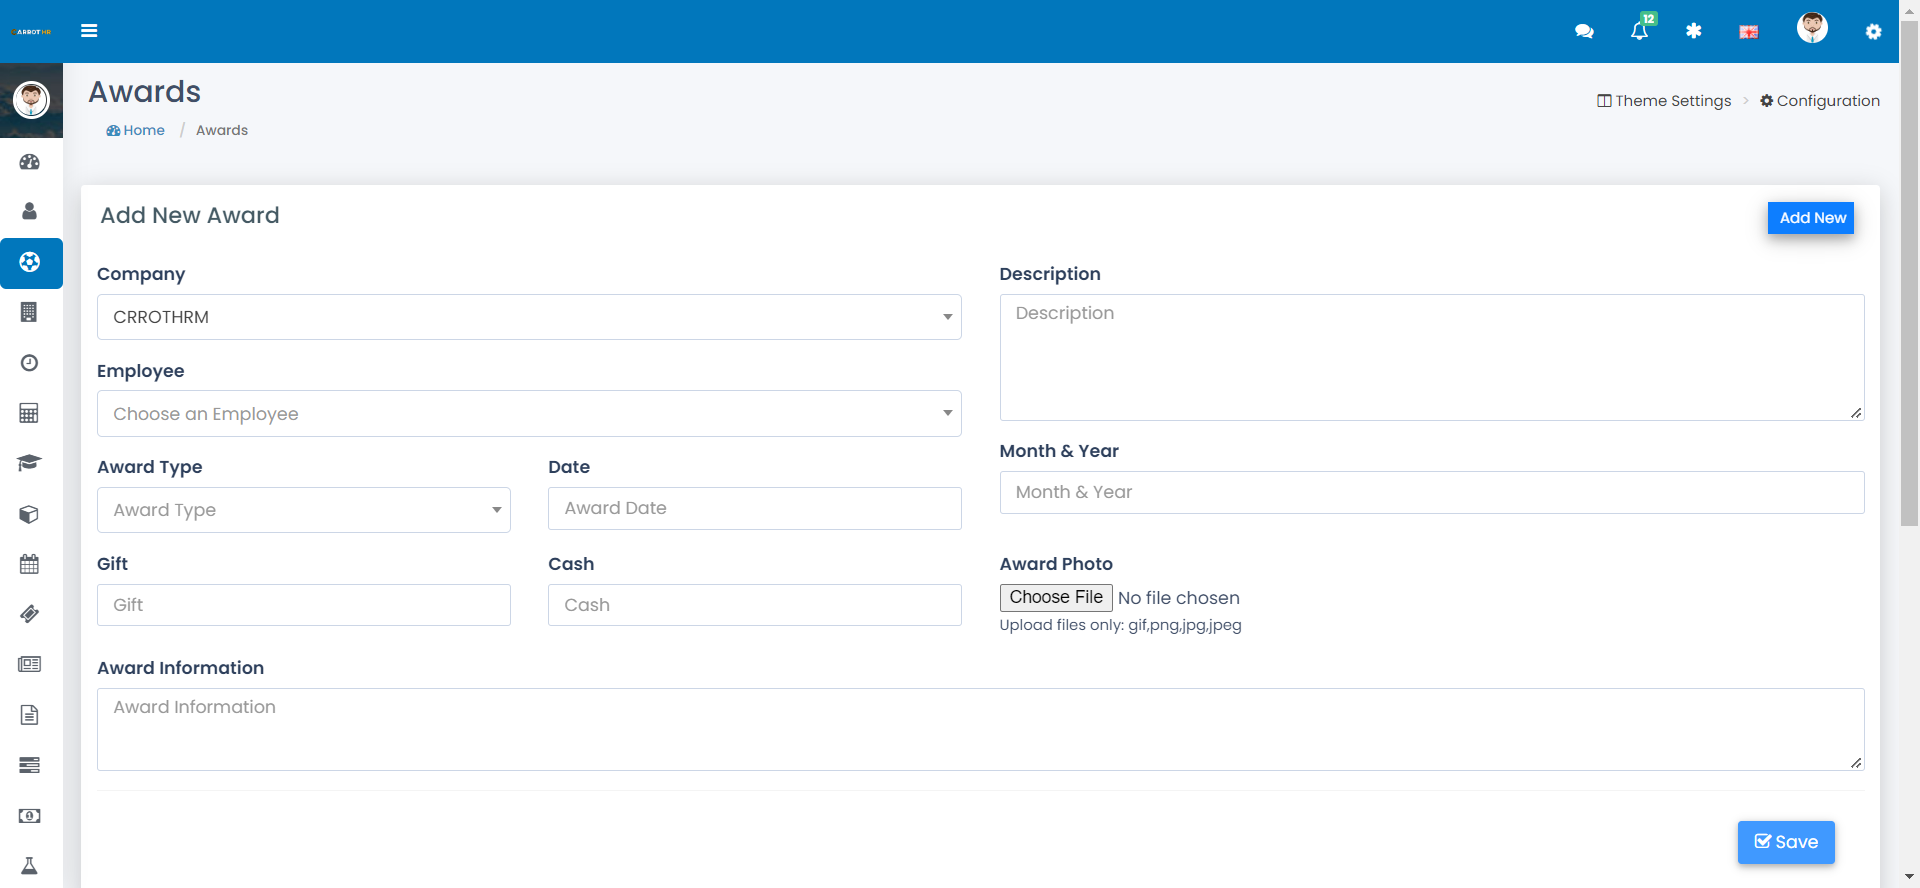 ARBOT HR
12
Awards
Theme Settings > Configuration
Home / Awards
Add New Award
Add New
Company
CRROTHRM
Employee
Choose an Employee
Award Type
Award Type
Date
Award Date
Gift
Gift
Cash
Cash
Description
Description
Month & Year
Month & Year
Award Photo
Choose File No file chosen
Upload files only: gif,png,jpg,jpeg
Award Information
Award Information
Save